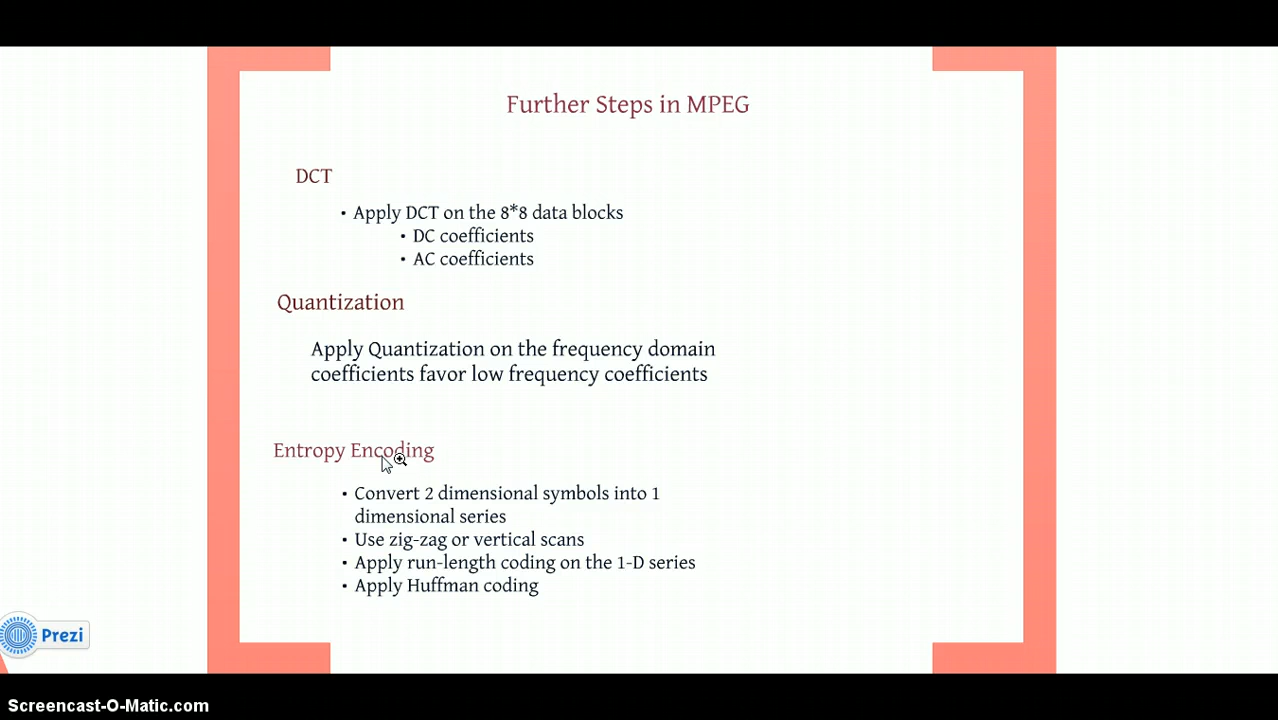 Further Steps in MPEG
DCT
• Apply DCT on the 8*8 data blocks
• DC coefficients
• AC coefficients
Quantization
Apply Quantization on the frequency domain
coefficients favor low frequency coefficients
Entropy Encoding
• Convert 2 dimensional symbols into 1
dimensional series
• Use zig-zag or vertical scans
• Apply run-length coding on the 1-D series
• Apply Huffman coding
Prezi
Screencast-O-Matic.com